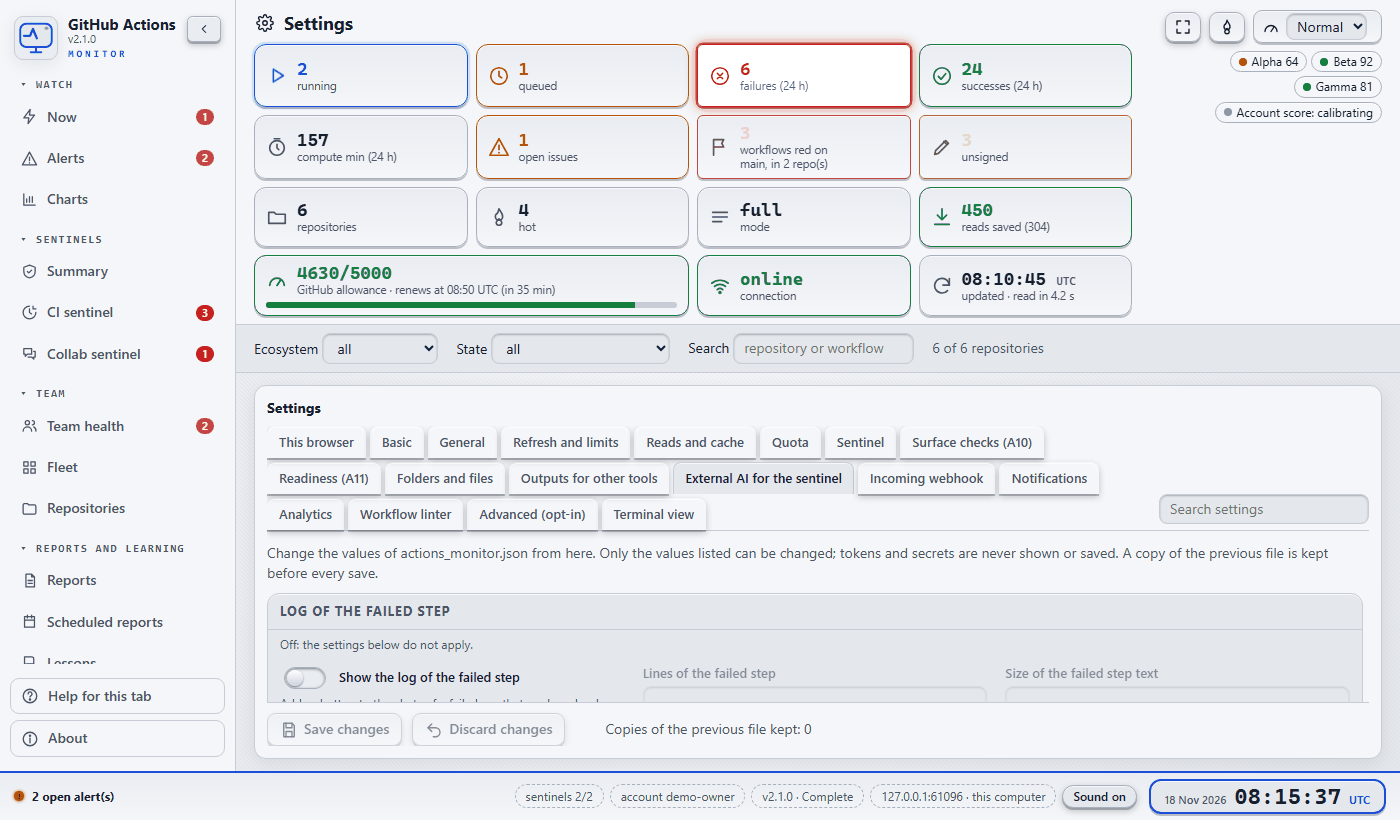 GitHub Actions
v2.1.0
MONITOR
WATCH
Now 1
Alerts 2
Charts
SENTINELS
Summary
CI sentinel 3
Collab sentinel 1
TEAM
Team health 2
Fleet
Repositories
REPORTS AND LEARNING
Reports
Scheduled reports
Lessons
Help for this tab
About
Settings
Normal
Alpha 64
Beta 92
Gamma 81
Account score: calibrating
2
running
1
queued
6
failures (24 h)
24
successes (24 h)
157
compute min (24 h)
1
open issues
3
workflows red on
main, in 2 repo(s)
3
unsigned
6
repositories
4
hot
full
mode
450
reads saved (304)
4630/5000
GitHub allowance · renews at 08:50 UTC (in 35 min)
online
connection
08:10:45 UTC
updated · read in 4.2 s
Ecosystem all State all Search repository or workflow 6 of 6 repositories
Settings
This browser Basic General Refresh and limits Reads and cache Quota Sentinel Surface checks (A10)
Readiness (A11) Folders and files Outputs for other tools External AI for the sentinel Incoming webhook Notifications
Analytics Workflow linter Advanced (opt-in) Terminal view
Search settings
Change the values of actions_monitor.json from here. Only the values listed can be changed; tokens and secrets are never shown or saved. A copy of the previous file is kept
before every save.
LOG OF THE FAILED STEP
Off: the settings below do not apply.
Show the log of the failed step
Lines of the failed step
Size of the failed step text
Save changes Discard changes Copies of the previous file kept: 0
2 open alert(s)
sentinels 2/2 account demo-owner v2.1.0 · Complete 127.0.0.1:61096 · this computer Sound on 18 Nov 2026 08:15:37 UTC